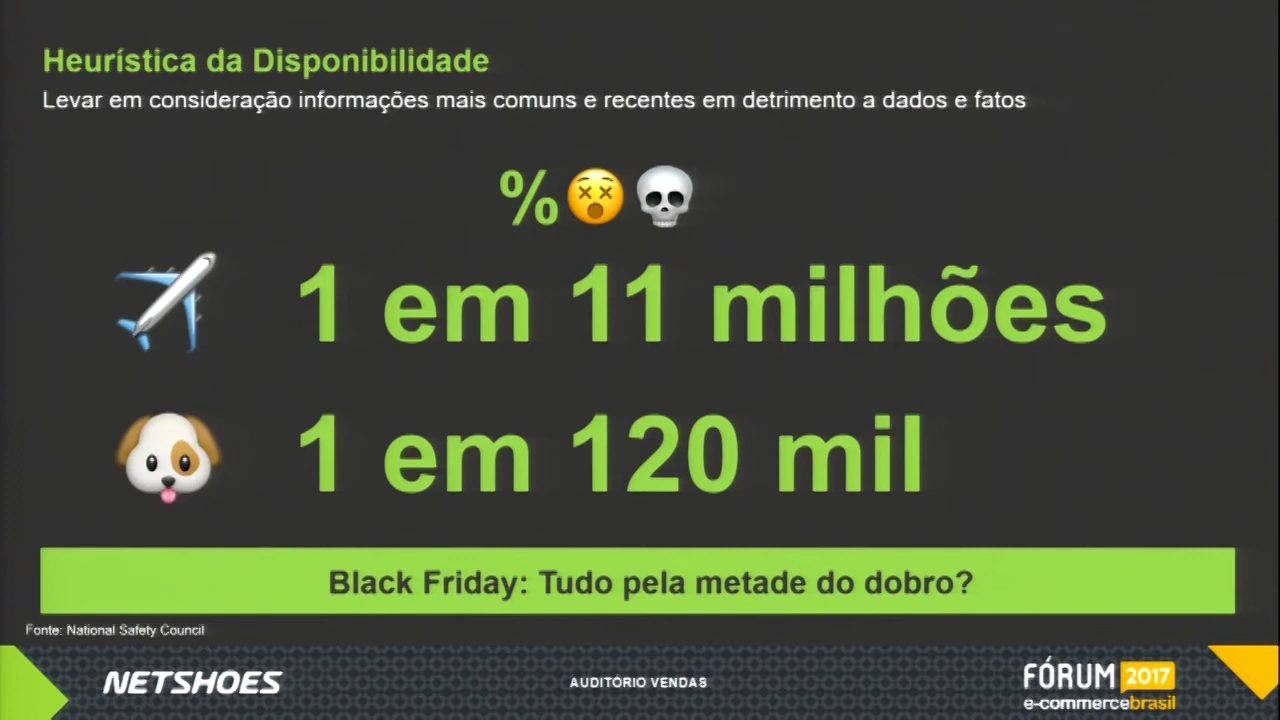 Heurística da Disponibilidade
Levar em consideração informações mais comuns e recentes em detrimento a dados e fatos
%
1 em 11 milhões
1 em 120 mil
Black Friday: Tudo pela metade do dobro?
Fonte: National Safety Council
NETSHOES
AUDITÓRIO VENDAS
FÓRUM 2017
e-commercebrasil